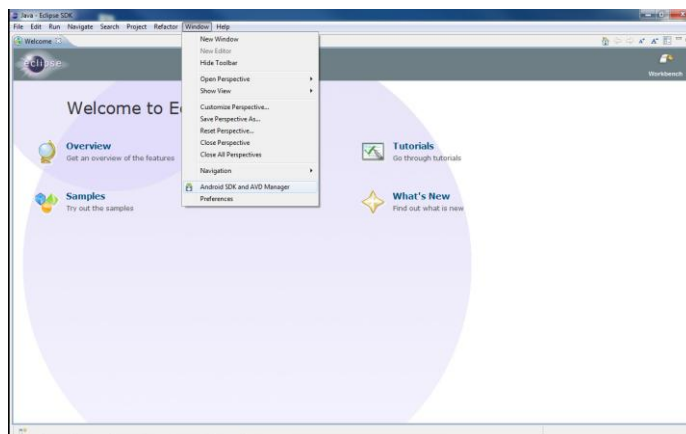 Java - Eclipse SDK
File Edit Run Navigate Search Project Refactor Window Help
Welcome
New Window
New Editor
Hide Toolbar
Open Perspective
Show View
Customize Perspective...
Save Perspective As...
Reset Perspective...
Close Perspective
Close All Perspectives
Navigation
Android SDK and AVD Manager
Preferences
eclipse
Workbench
Welcome to E
Overview
Get an overview of the features
Tutorials
Go through tutorials
Samples
Try out the samples
What's New
Find out what is new